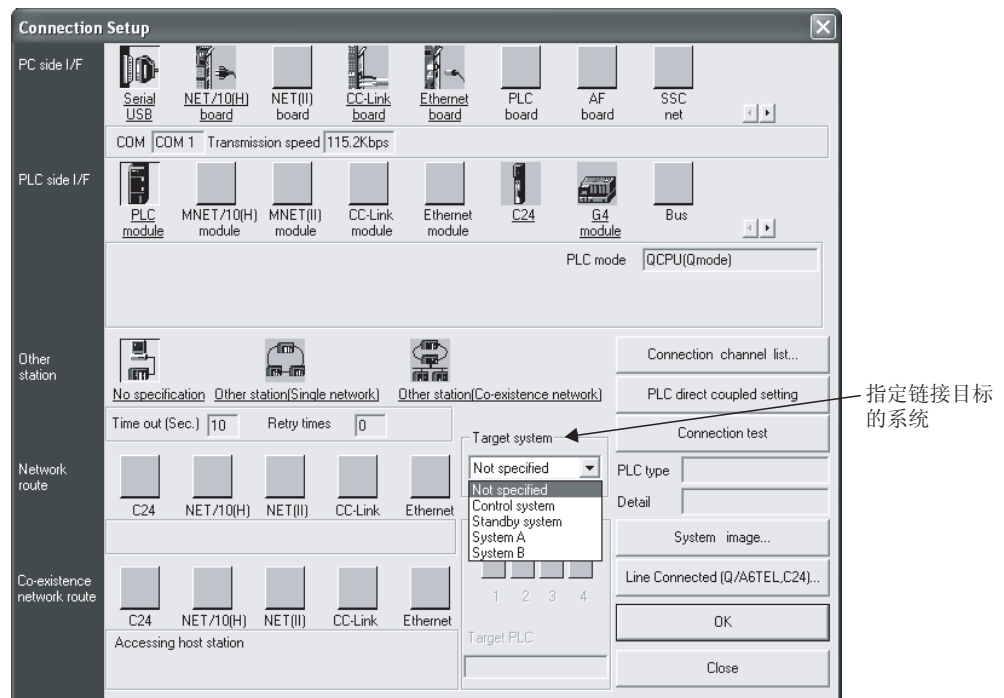 Connection Setup
PC side I/F
Serial USB
NET/10(H) board
NET(II) board
CC-Link board
Ethernet board
PLC board
AF board
SSC net
COM COM 1 Transmission speed 115.2Kbps
PLC side I/F
PLC module
MNET/10(H) module
MNET(II) module
CC-Link module
Ethernet module
C24
G4 module
Bus
PLC mode QCPU(Qmode)
Other station
No specification
Other station(Single network)
Other station(Co-existence network)
Time out (Sec.) 10 Retry times 0
Connection channel list...
PLC direct coupled setting
Connection test
指定链接目标
的系统
Target system
Not specified
Not specified
Control system
Standby system
System A
System B
PLC type
Detail
System image...
Line Connected (Q/A6TEL,C24)...
OK
Close
Network route
C24 NET/10(H) NET(II) CC-Link Ethernet
1 2 3 4
Target PLC
Co-existence network route
C24 NET/10(H) NET(II) CC-Link Ethernet
Accessing host station